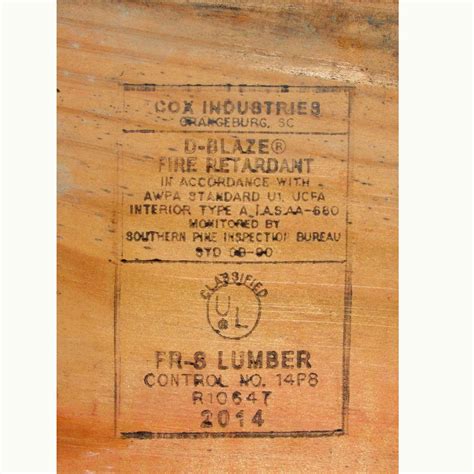 COX INDUSTRIES
ORANGEBURG, SC
D-BLAZE®
FIRE RETARDANT
IN ACCORDANCE WITH
AWPA STANDARD U1, UCFA
INTERIOR TYPE A, I.A.S.AA-680
MONITORED BY
SOUTHERN PINE INSPECTION BUREAU
STD
CLASSIFIED
U
L
FR-S LUMBER
CONTROL NO. 14P8
R10647
2014